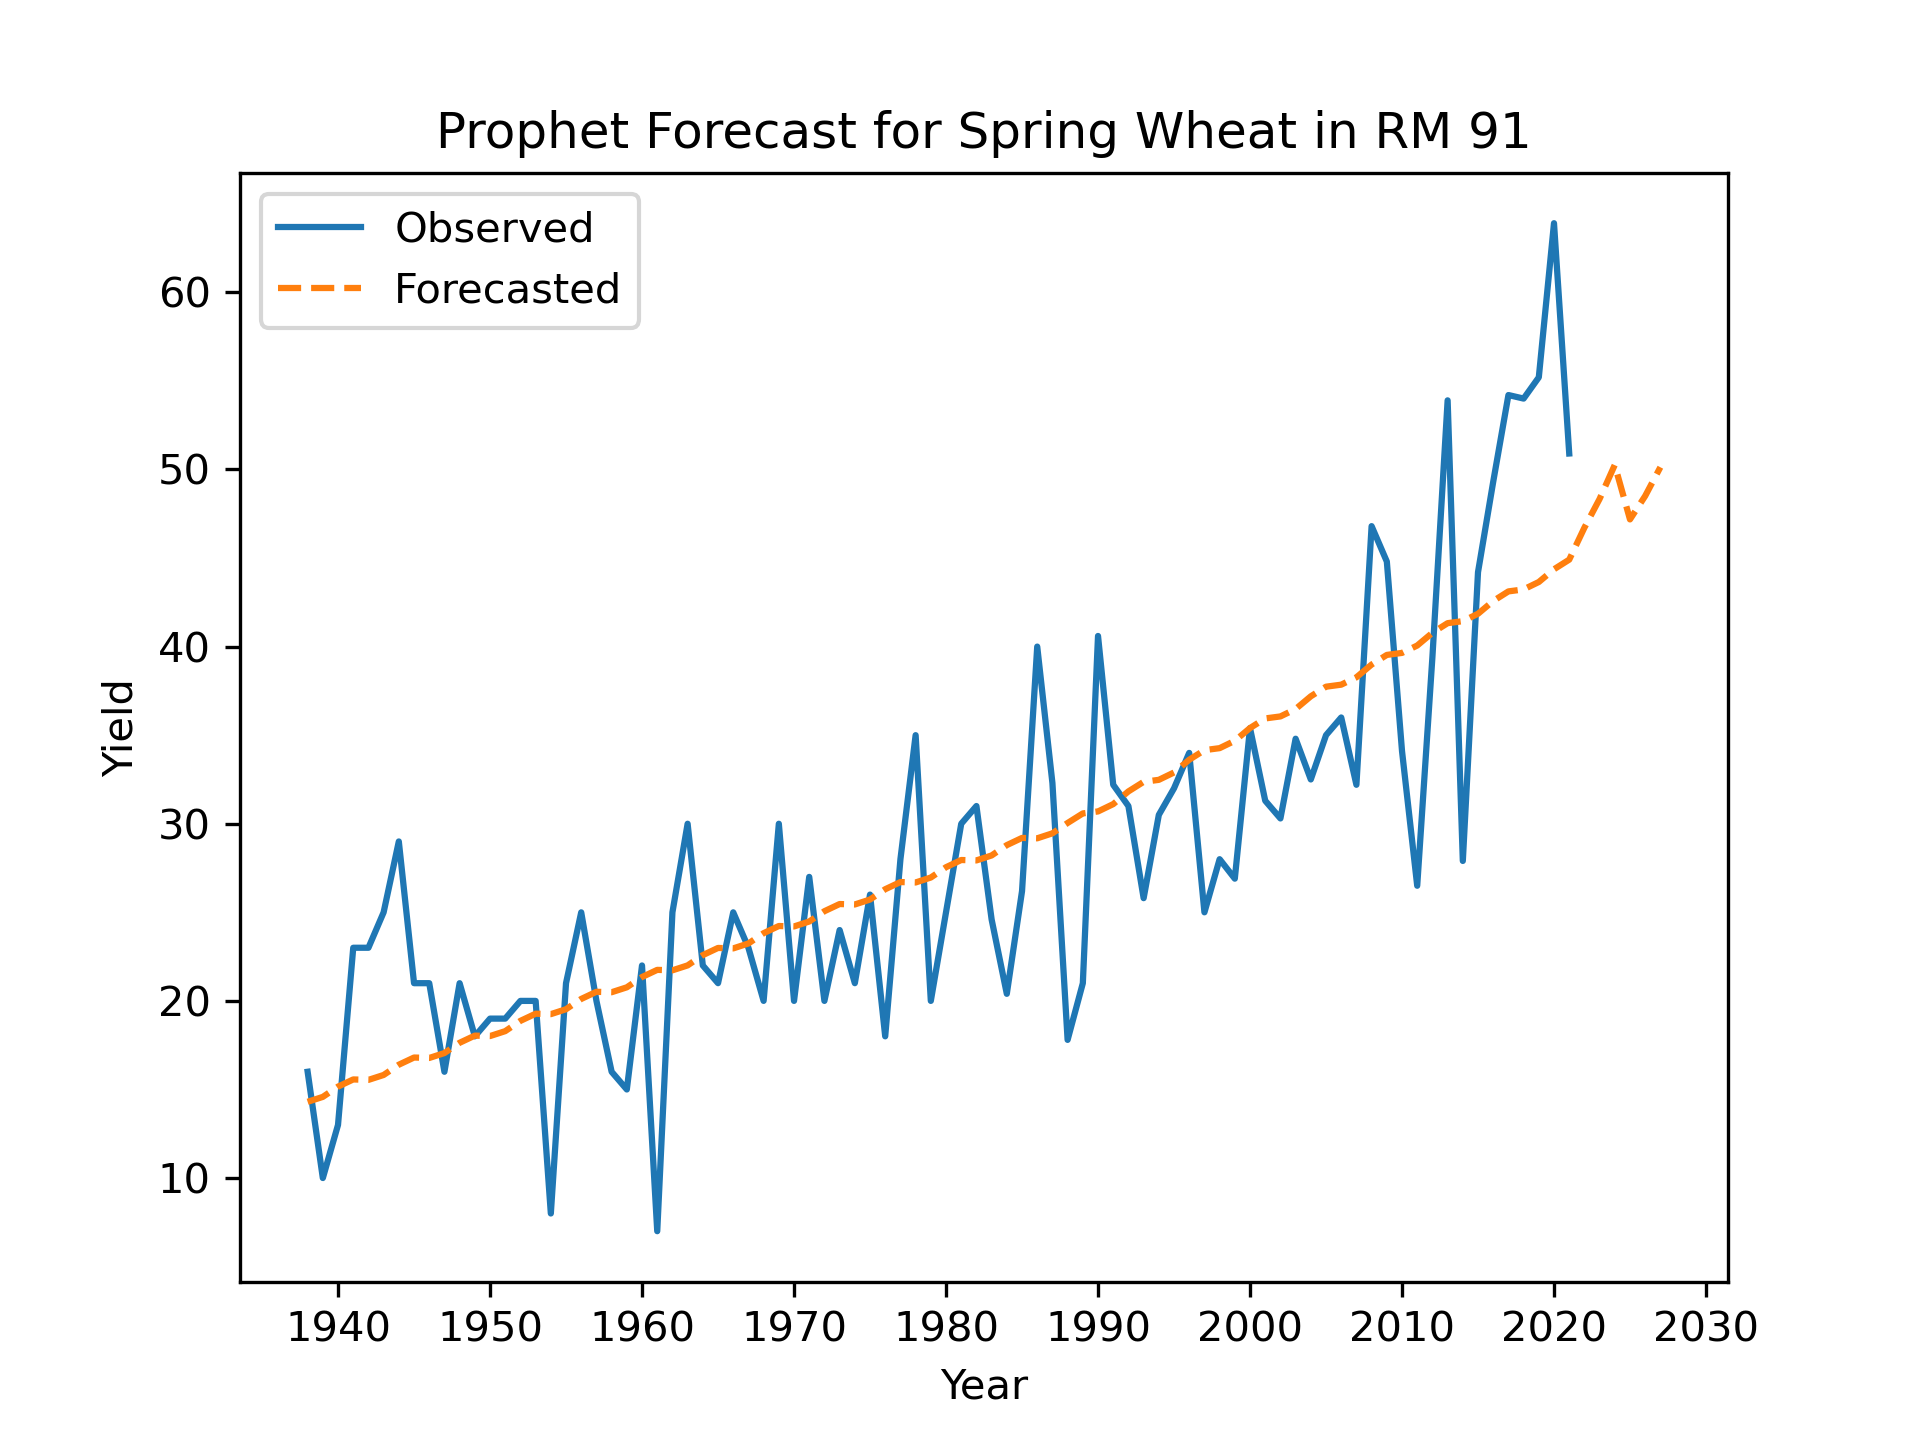 Prophet Forecast for Spring Wheat in RM 91
Observed
Forecasted
60
50
40
30
20
10
Yield
1940 1950 1960 1970 1980 1990 2000 2010 2020 2030
Year